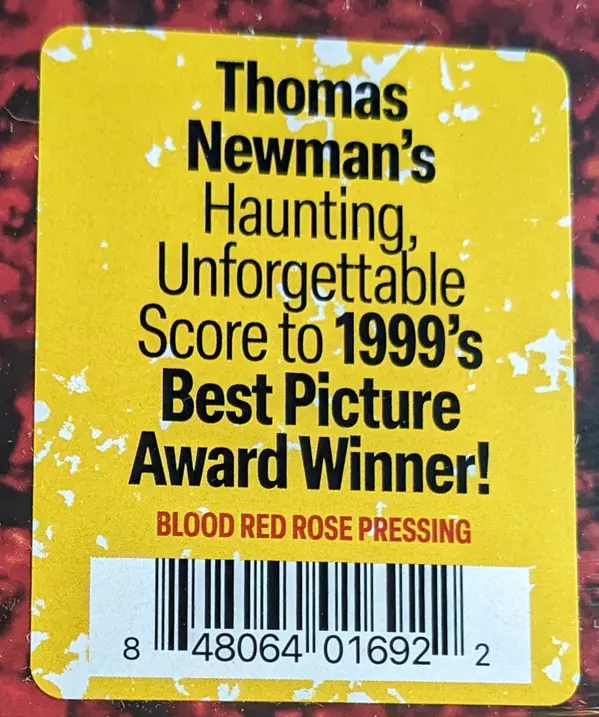 Thomas
Newman's
Haunting,
Unforgettable
Score to 1999's
Best Picture
Award Winner!
BLOOD RED ROSE PRESSING
8 48064 01692 2